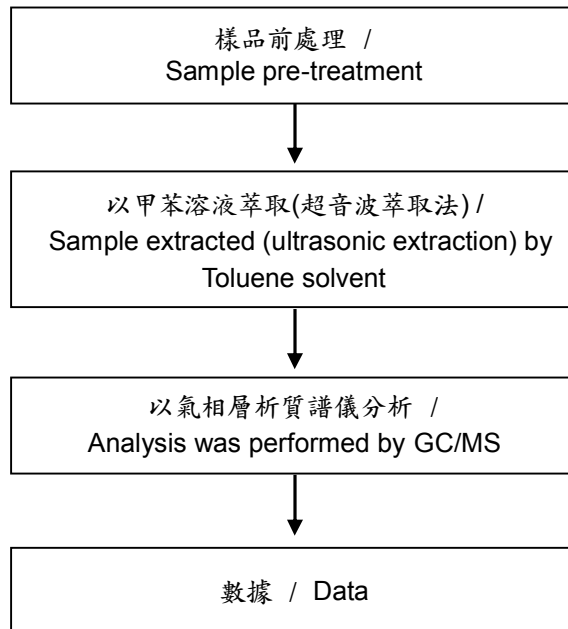 樣品前處理 /
Sample pre-treatment
以甲苯溶液萃取(超音波萃取法) /
Sample extracted (ultrasonic extraction) by
Toluene solvent
以氣相層析質譜儀分析 /
Analysis was performed by GC/MS
數據 / Data